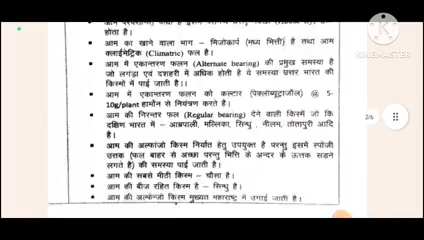 होता है।
आम का खाने वाला भाग – मिजोकार्प (मध्य भित्ती) है तथा आम
क्लाईमेट्रिक (Climatric) फल है।
आम में एकान्तरण फलन (Alternate bearing) की प्रमुख समस्या है
जो लगड़ा एवं दशहरी में अधिक होती है ये समस्या उत्तर भारत की
किस्मों में पाई जाती है।
आम में एकान्तरण फलन को कल्टार (पेक्लोब्यूट्राजॉल) @ 5-
10g/plant हार्मोन से नियंत्रण करते है।
आम की निरन्तर फल (Regular bearing) देने वाली किस्में जो कि
दक्षिण भारत में – आम्रपाली, मल्लिका, सिन्धु, नीलम, तोतापुरी आदि
है।
आम की अल्फांजो किस्म निर्यात हेतु उपयुक्त है परन्तु इसमें स्पोंजी
उत्तक (फल बाहर से अच्छा परन्तु भित्ति के अन्दर के उत्तक सड़ने
लगते है) की समस्या पाई जाती है।
आम की सबसे मीठी किस्म – चौसा है।
आम की बीज रहित किस्म है – सिन्धु है।
आम की अल्फेन्जो किस्म मुख्यत महाराष्ट्र में उगाई जाती है।
2/6
KINEMASTER